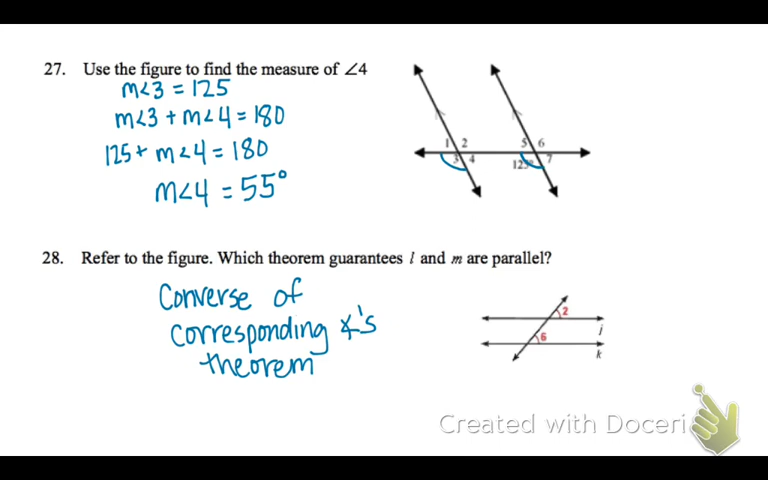 27. Use the figure to find the measure of ∠4
m<3 = 125
m<3 + m<4 = 180
125 + m<4 = 180
m<4 = 55°
1 2
3 4
5 6
125° 7
28. Refer to the figure. Which theorem guarantees l and m are parallel?
Converse of
corresponding ∡'s
theorem
2
j
6
k
Created with Doceri